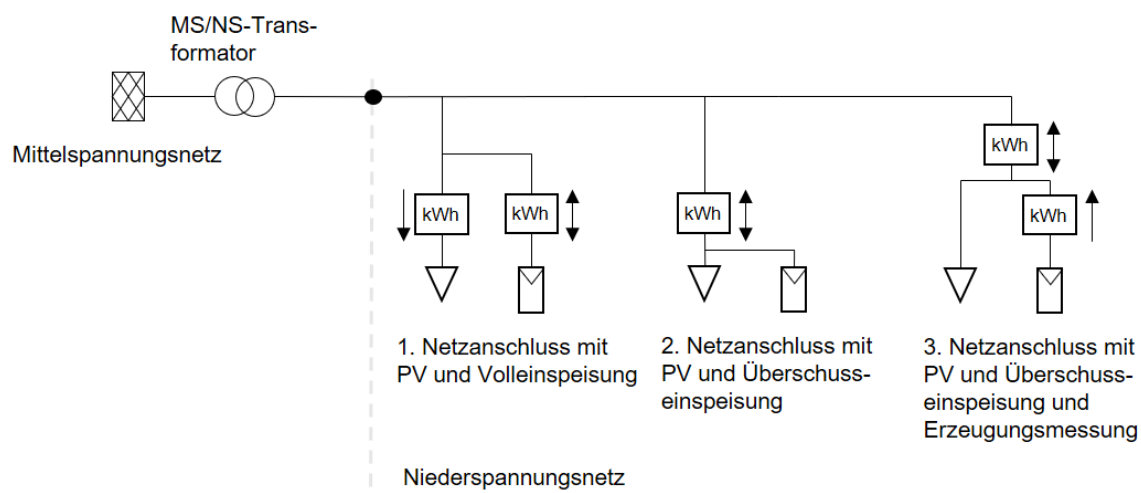 MS/NS-Trans-
formator
Mittelspannungsnetz
kWh
kWh
kWh
kWh
kWh
1. Netzanschluss mit
PV und Volleinspeisung
2. Netzanschluss mit
PV und Überschuss-
einspeisung
3. Netzanschluss mit
PV und Überschuss-
einspeisung und
Erzeugungsmessung
Niederspannungsnetz